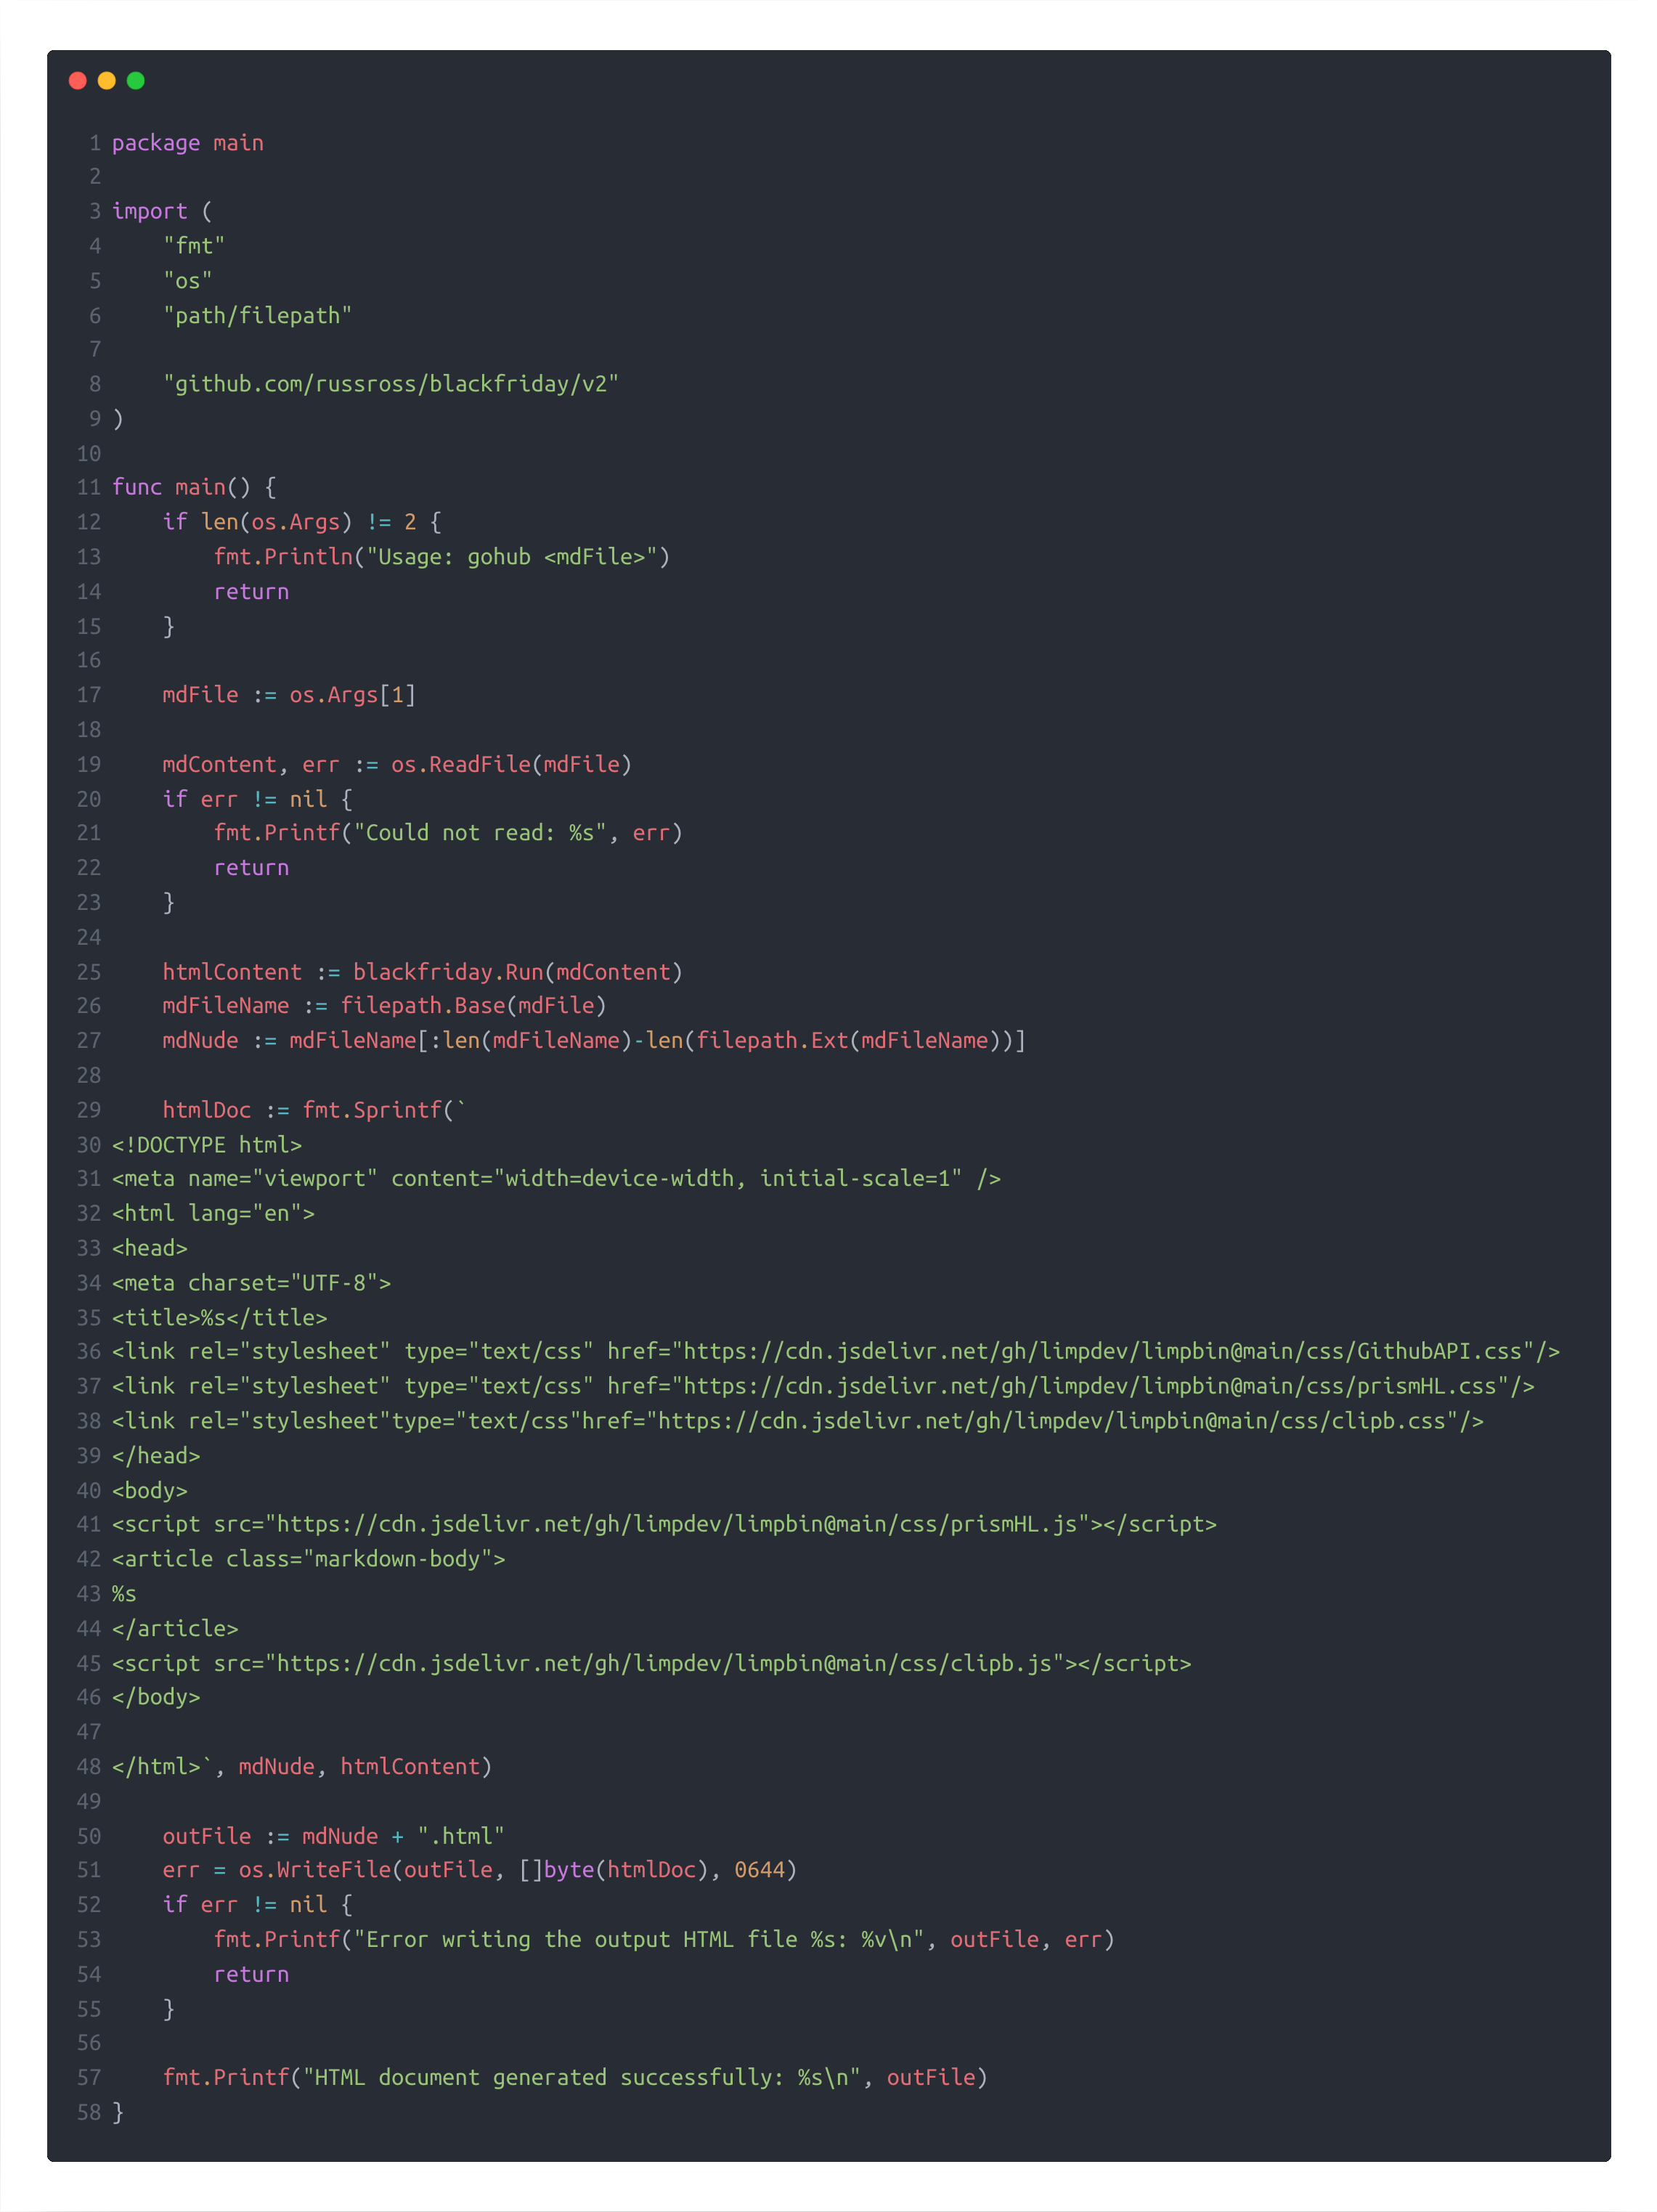 1 package main
2
3 import (
4     "fmt"
5     "os"
6     "path/filepath"
7
8     "github.com/russross/blackfriday/v2"
9 )
10
11 func main() {
12     if len(os.Args) != 2 {
13         fmt.Println("Usage: gohub <mdFile>")
14         return
15     }
16
17     mdFile := os.Args[1]
18
19     mdContent, err := os.ReadFile(mdFile)
20     if err != nil {
21         fmt.Printf("Could not read: %s", err)
22         return
23     }
24
25     htmlContent := blackfriday.Run(mdContent)
26     mdFileName := filepath.Base(mdFile)
27     mdNude := mdFileName[:len(mdFileName)-len(filepath.Ext(mdFileName))]
28
29     htmlDoc := fmt.Sprintf(`
30 <!DOCTYPE html>
31 <meta name="viewport" content="width=device-width, initial-scale=1" />
32 <html lang="en">
33 <head>
34 <meta charset="UTF-8">
35 <title>%s</title>
36 <link rel="stylesheet" type="text/css" href="https://cdn.jsdelivr.net/gh/limpdev/limpbin@main/css/GithubAPI.css"/>
37 <link rel="stylesheet" type="text/css" href="https://cdn.jsdelivr.net/gh/limpdev/limpbin@main/css/prismHL.css"/>
38 <link rel="stylesheet"type="text/css"href="https://cdn.jsdelivr.net/gh/limpdev/limpbin@main/css/clipb.css"/>
39 </head>
40 <body>
41 <script src="https://cdn.jsdelivr.net/gh/limpdev/limpbin@main/css/prismHL.js"></script>
42 <article class="markdown-body">
43 %s
44 </article>
45 <script src="https://cdn.jsdelivr.net/gh/limpdev/limpbin@main/css/clipb.js"></script>
46 </body>
47
48 </html>`, mdNude, htmlContent)
49
50     outFile := mdNude + ".html"
51     err = os.WriteFile(outFile, []byte(htmlDoc), 0644)
52     if err != nil {
53         fmt.Printf("Error writing the output HTML file %s: %v\n", outFile, err)
54         return
55     }
56
57     fmt.Printf("HTML document generated successfully: %s\n", outFile)
58 }